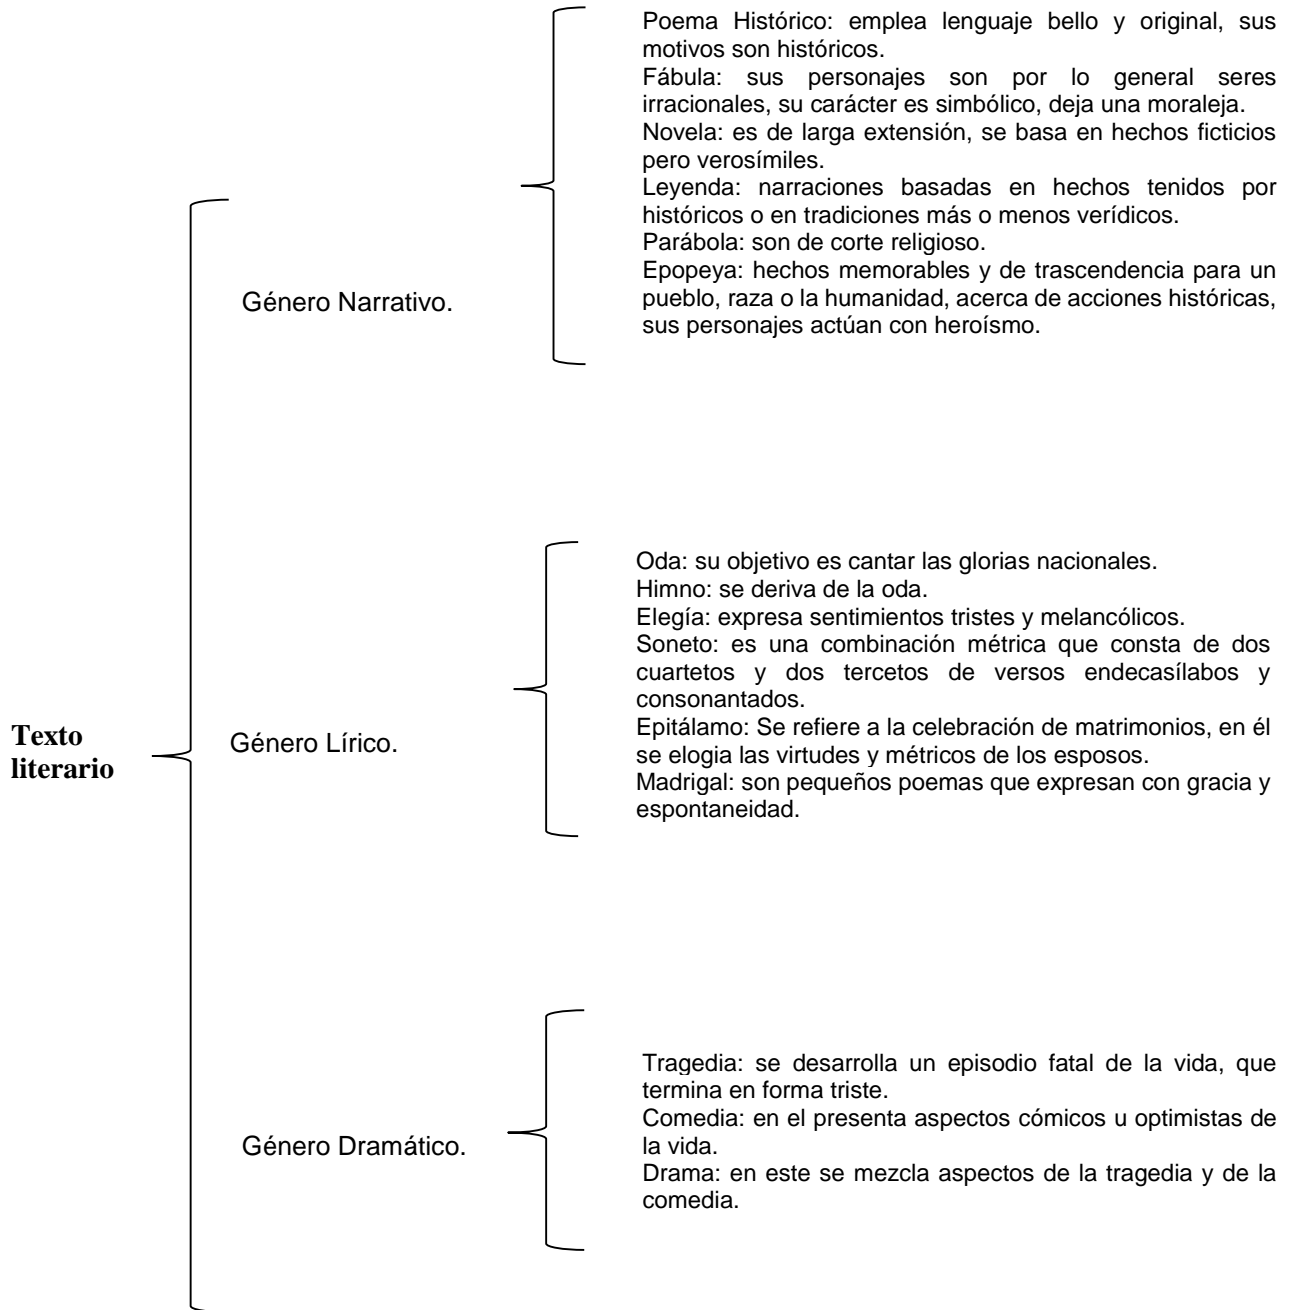 Texto
literario
Género Narrativo.
Poema Histórico: emplea lenguaje bello y original, sus
motivos son históricos.
Fábula: sus personajes son por lo general seres
irracionales, su carácter es simbólico, deja una moraleja.
Novela: es de larga extensión, se basa en hechos ficticios
pero verosímiles.
Leyenda: narraciones basadas en hechos tenidos por
históricos o en tradiciones más o menos verídicos.
Parábola: son de corte religioso.
Epopeya: hechos memorables y de trascendencia para un
pueblo, raza o la humanidad, acerca de acciones históricas,
sus personajes actúan con heroísmo.
Género Lírico.
Oda: su objetivo es cantar las glorias nacionales.
Himno: se deriva de la oda.
Elegía: expresa sentimientos tristes y melancólicos.
Soneto: es una combinación métrica que consta de dos
cuartetos y dos tercetos de versos endecasílabos y
consonantados.
Epitálamo: Se refiere a la celebración de matrimonios, en él
se elogia las virtudes y métricos de los esposos.
Madrigal: son pequeños poemas que expresan con gracia y
espontaneidad.
Género Dramático.
Tragedia: se desarrolla un episodio fatal de la vida, que
termina en forma triste.
Comedia: en el presenta aspectos cómicos u optimistas de
la vida.
Drama: en este se mezcla aspectos de la tragedia y de la
comedia.